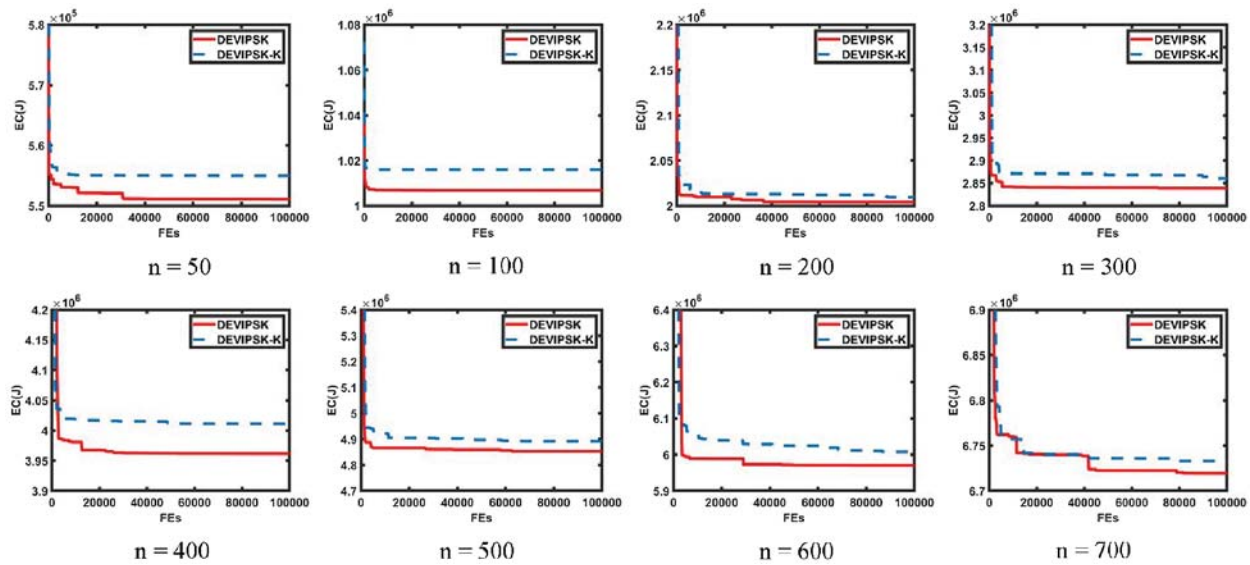 ×10^5
5.8
5.7
5.6
5.5
EC(J)
DEVIPSK
DEVIPSK-K
0 20000 40000 60000 80000 100000
FEs
n = 50
×10^6
1.08
1.06
1.04
1.02
1
EC(J)
DEVIPSK
DEVIPSK-K
0 20000 40000 60000 80000 100000
FEs
n = 100
×10^6
2.2
2.15
2.1
2.05
2
EC(J)
DEVIPSK
DEVIPSK-K
0 20000 40000 60000 80000 100000
FEs
n = 200
×10^6
3.2
3.15
3.1
3.05
3
2.95
2.9
2.85
2.8
EC(J)
DEVIPSK
DEVIPSK-K
0 20000 40000 60000 80000 100000
FEs
n = 300
×10^6
4.2
4.15
4.1
4.05
4
3.95
3.9
EC(J)
DEVIPSK
DEVIPSK-K
0 20000 40000 60000 80000 100000
FEs
n = 400
×10^6
5.4
5.3
5.2
5.1
5
4.9
4.8
4.7
EC(J)
DEVIPSK
DEVIPSK-K
0 20000 40000 60000 80000 100000
FEs
n = 500
×10^6
6.4
6.3
6.2
6.1
6
5.9
EC(J)
DEVIPSK
DEVIPSK-K
0 20000 40000 60000 80000 100000
FEs
n = 600
×10^6
6.9
6.85
6.8
6.75
6.7
EC(J)
DEVIPSK
DEVIPSK-K
0 20000 40000 60000 80000 100000
FEs
n = 700